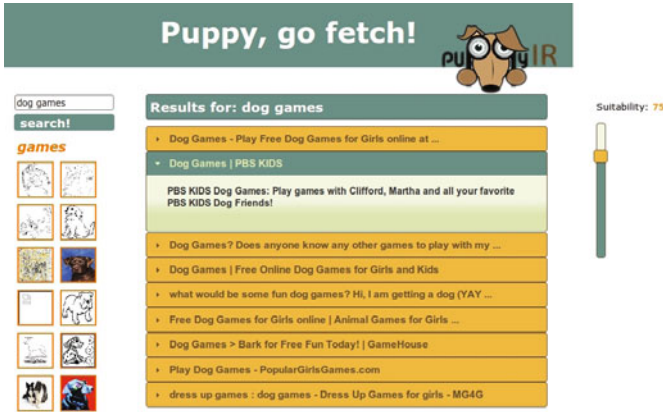 Puppy, go fetch!
puppyIR
dog games
search!
games
Results for: dog games
Dog Games - Play Free Dog Games for Girls online at ...
Dog Games | PBS KIDS
PBS KIDS Dog Games: Play games with Clifford, Martha and all your favorite
PBS KIDS Dog Friends!
Dog Games? Does anyone know any other games to play with my ...
Dog Games | Free Online Dog Games for Girls and Kids
what would be some fun dog games? Hi, I am getting a dog (YAY ...
Free Dog Games for Girls online | Animal Games for Girls ...
Dog Games > Bark for Free Fun Today! | GameHouse
Play Dog Games - PopularGirlsGames.com
dress up games : dog games - Dress Up Games for girls - MG4G
Suitability: 75